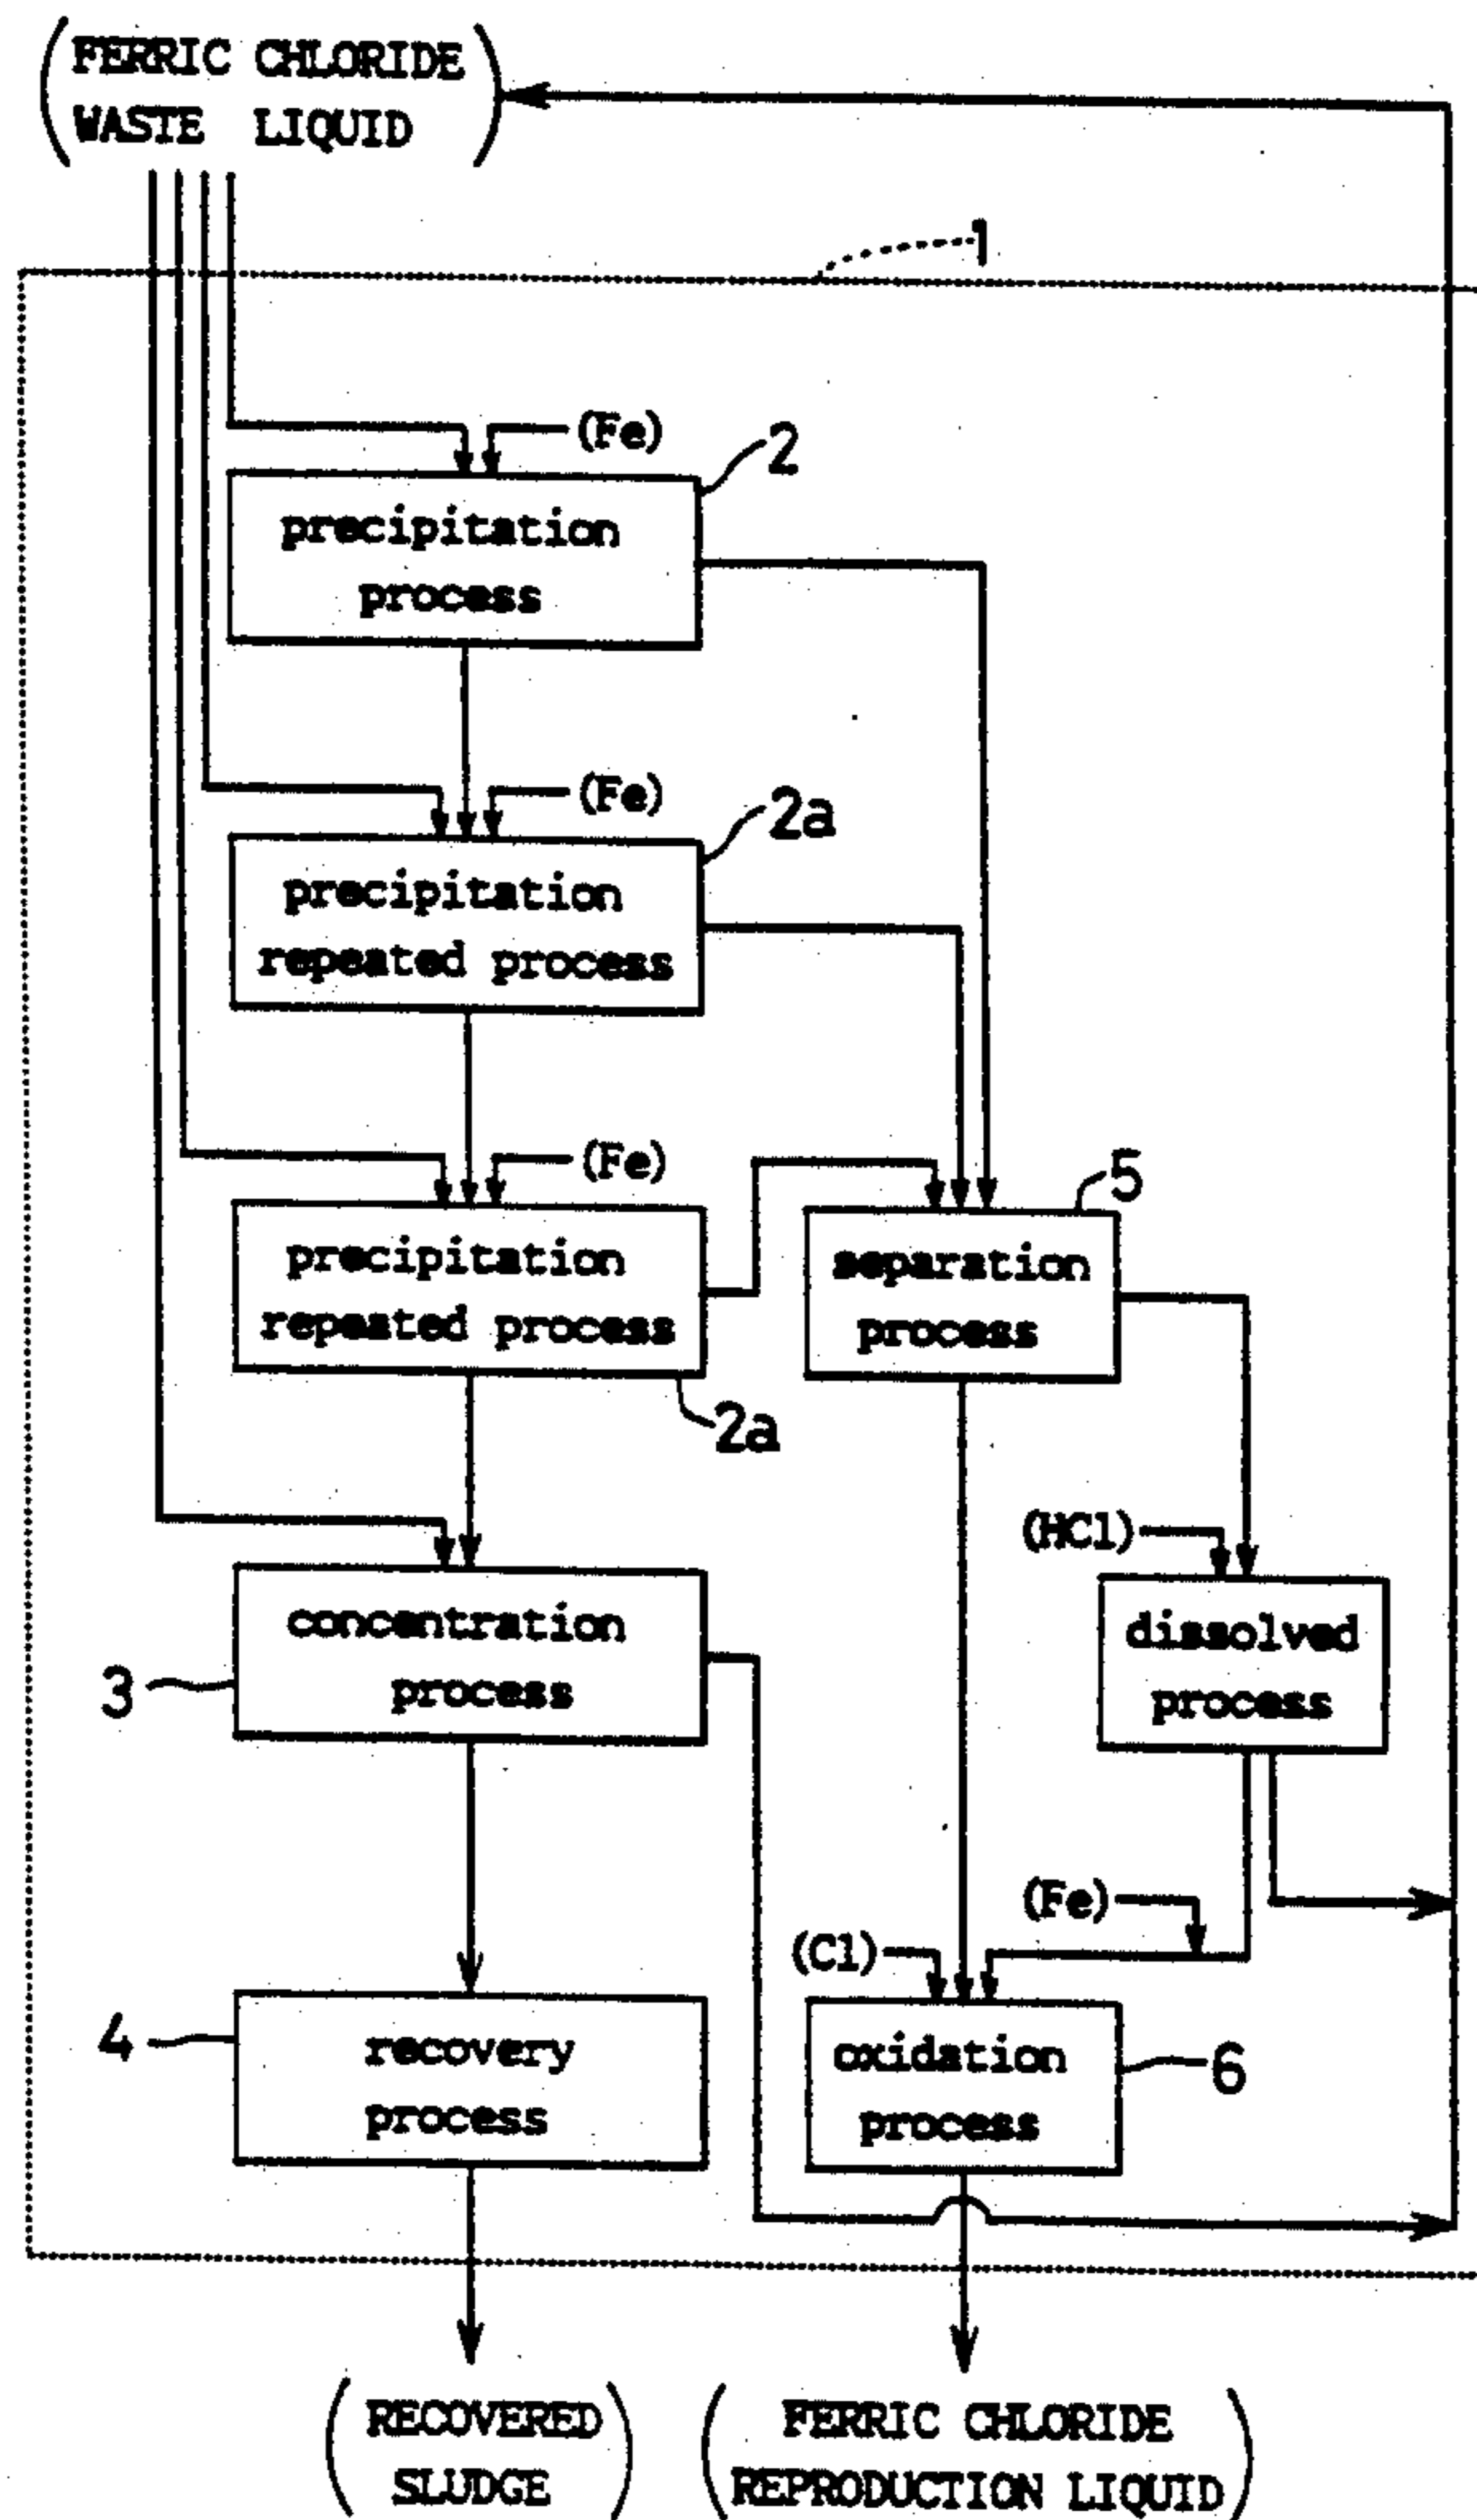 (FERRIC CHLORIDE
WASTE LIQUID)
1
(Fe)
2
precipitation
process
(Fe)
2a
precipitation
repeated process
(Fe)
5
precipitation
repeated process
separation
process
2a
(HCl)
concentration
process
3
dissolved
process
(Fe)
(Cl)
4
recovery
process
oxidation
process
6
(RECOVERED
SLUDGE)
(FERRIC CHLORIDE
REPRODUCTION LIQUID)